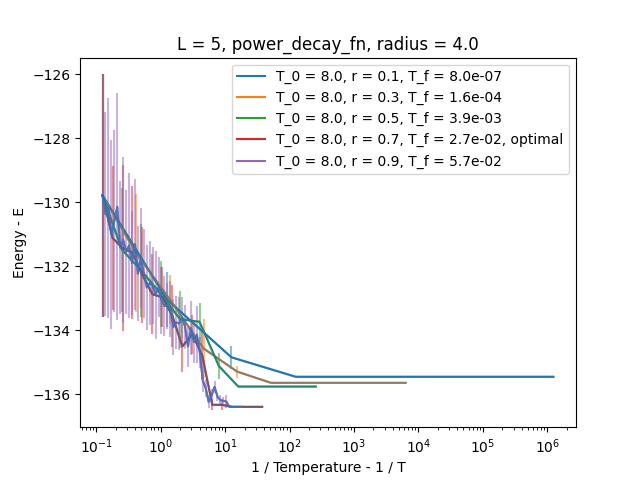 L = 5, power_decay_fn, radius = 4.0
T_0 = 8.0, r = 0.1, T_f = 8.0e-07
T_0 = 8.0, r = 0.3, T_f = 1.6e-04
T_0 = 8.0, r = 0.5, T_f = 3.9e-03
T_0 = 8.0, r = 0.7, T_f = 2.7e-02, optimal
T_0 = 8.0, r = 0.9, T_f = 5.7e-02
Energy - E
−126
−128
−130
−132
−134
−136
10⁻¹ 10⁰ 10¹ 10² 10³ 10⁴ 10⁵ 10⁶
1 / Temperature - 1 / T